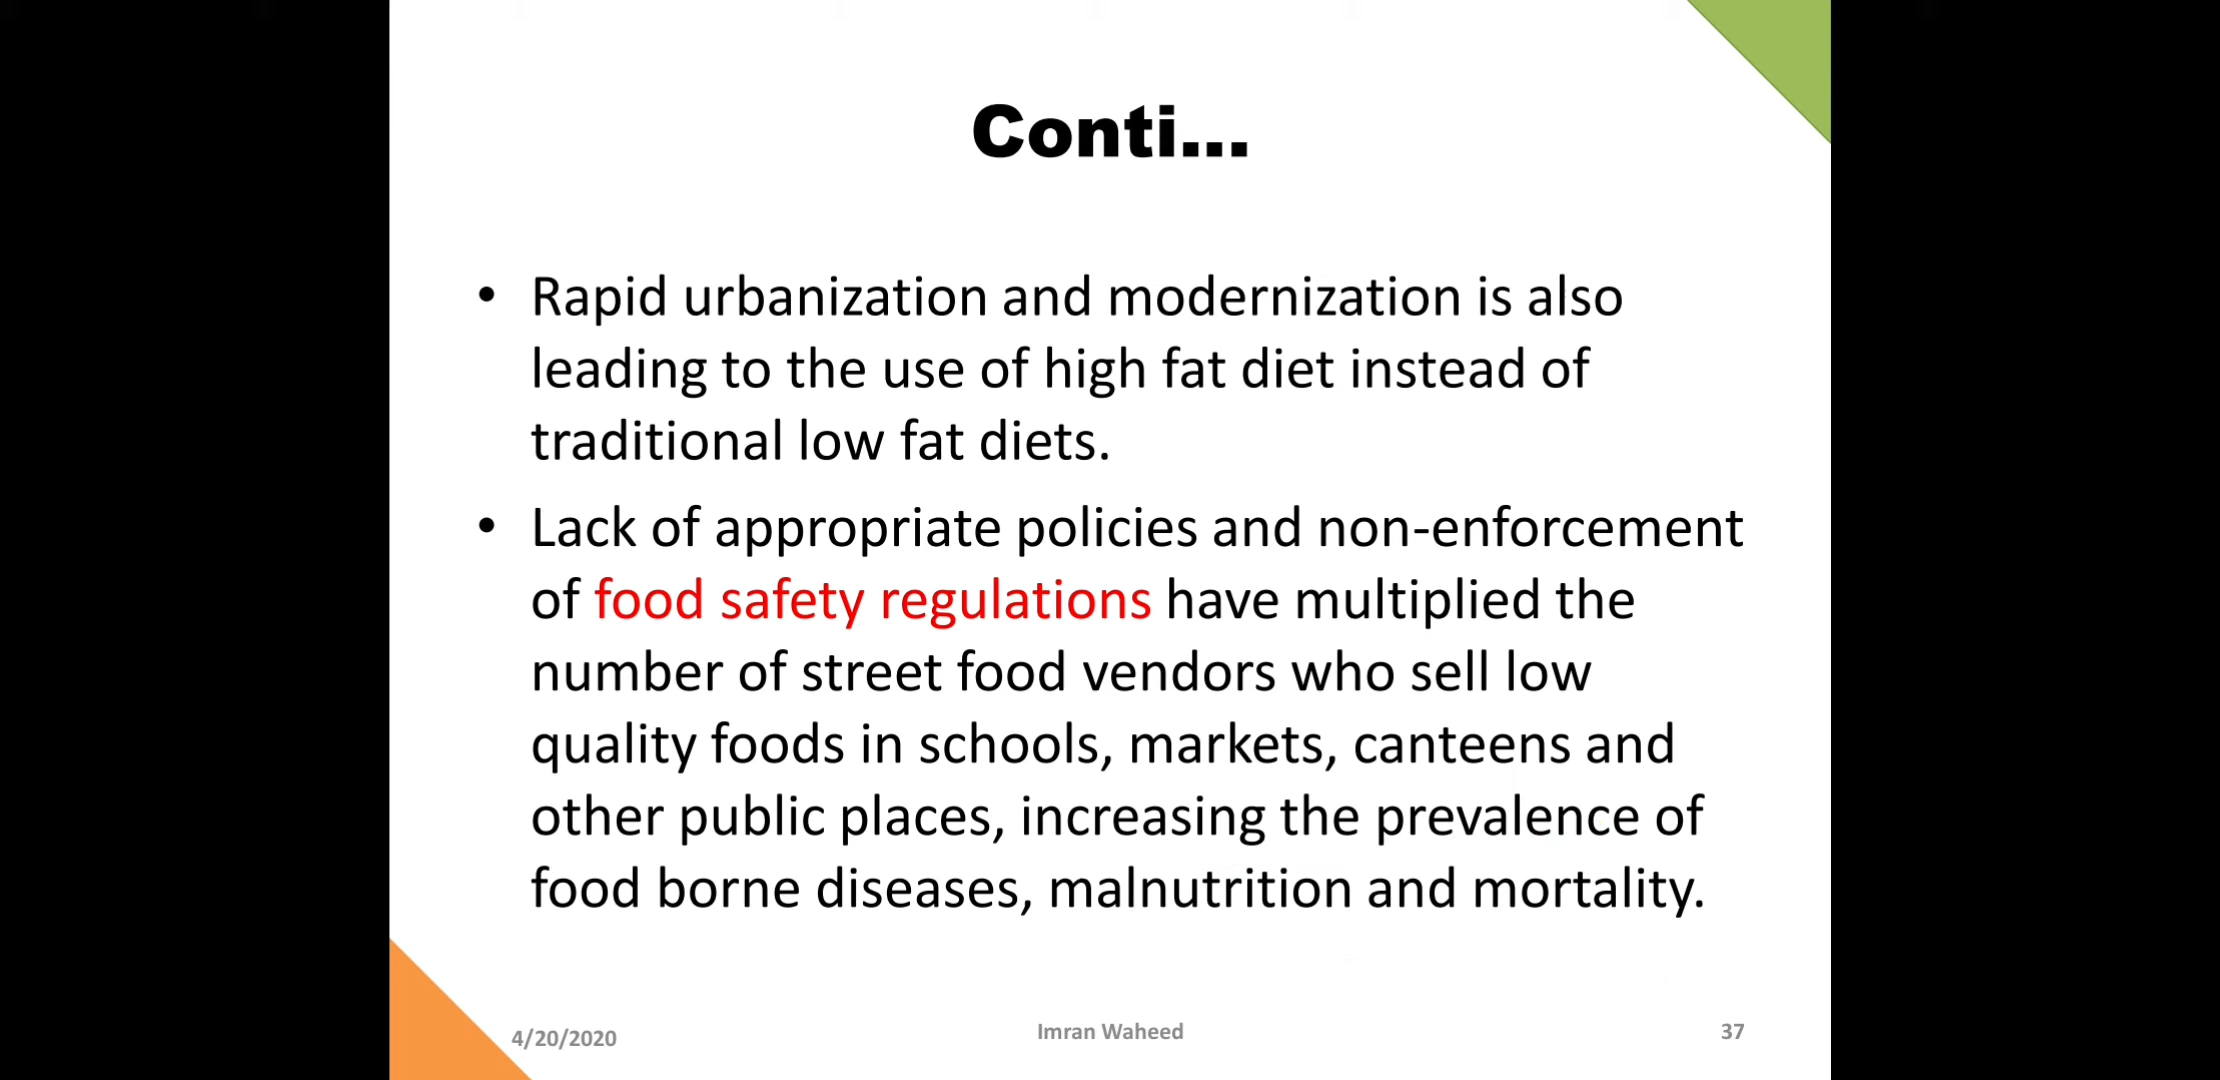 Conti...
• Rapid urbanization and modernization is also
leading to the use of high fat diet instead of
traditional low fat diets.
• Lack of appropriate policies and non-enforcement
of food safety regulations have multiplied the
number of street food vendors who sell low
quality foods in schools, markets, canteens and
other public places, increasing the prevalence of
food borne diseases, malnutrition and mortality.
4/20/2020
Imran Waheed
37